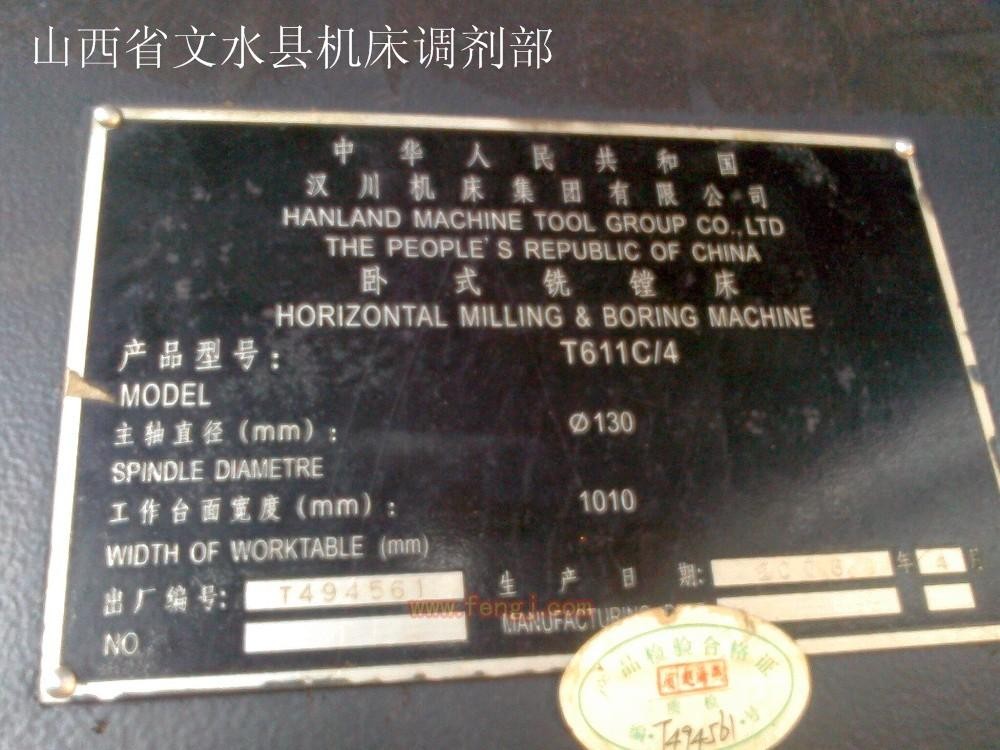 山西省文水县机床调剂部
中华人民共和国
汉川机床集团有限公司
HANLAND MACHINE TOOL GROUP CO.,LTD
THE PEOPLE'S REPUBLIC OF CHINA
卧式铣镗床
HORIZONTAL MILLING & BORING MACHINE
产品型号: T611C/4
MODEL
主轴直径(mm): Ø130
SPINDLE DIAMETRE
工作台面宽度(mm): 1010
WIDTH OF WORKTABLE (mm)
出厂编号: T494561 生产日期: 年 4 月
www.fengj.com
NO MANUFACTURING
产品检验合格证
质检
编·T494561·号